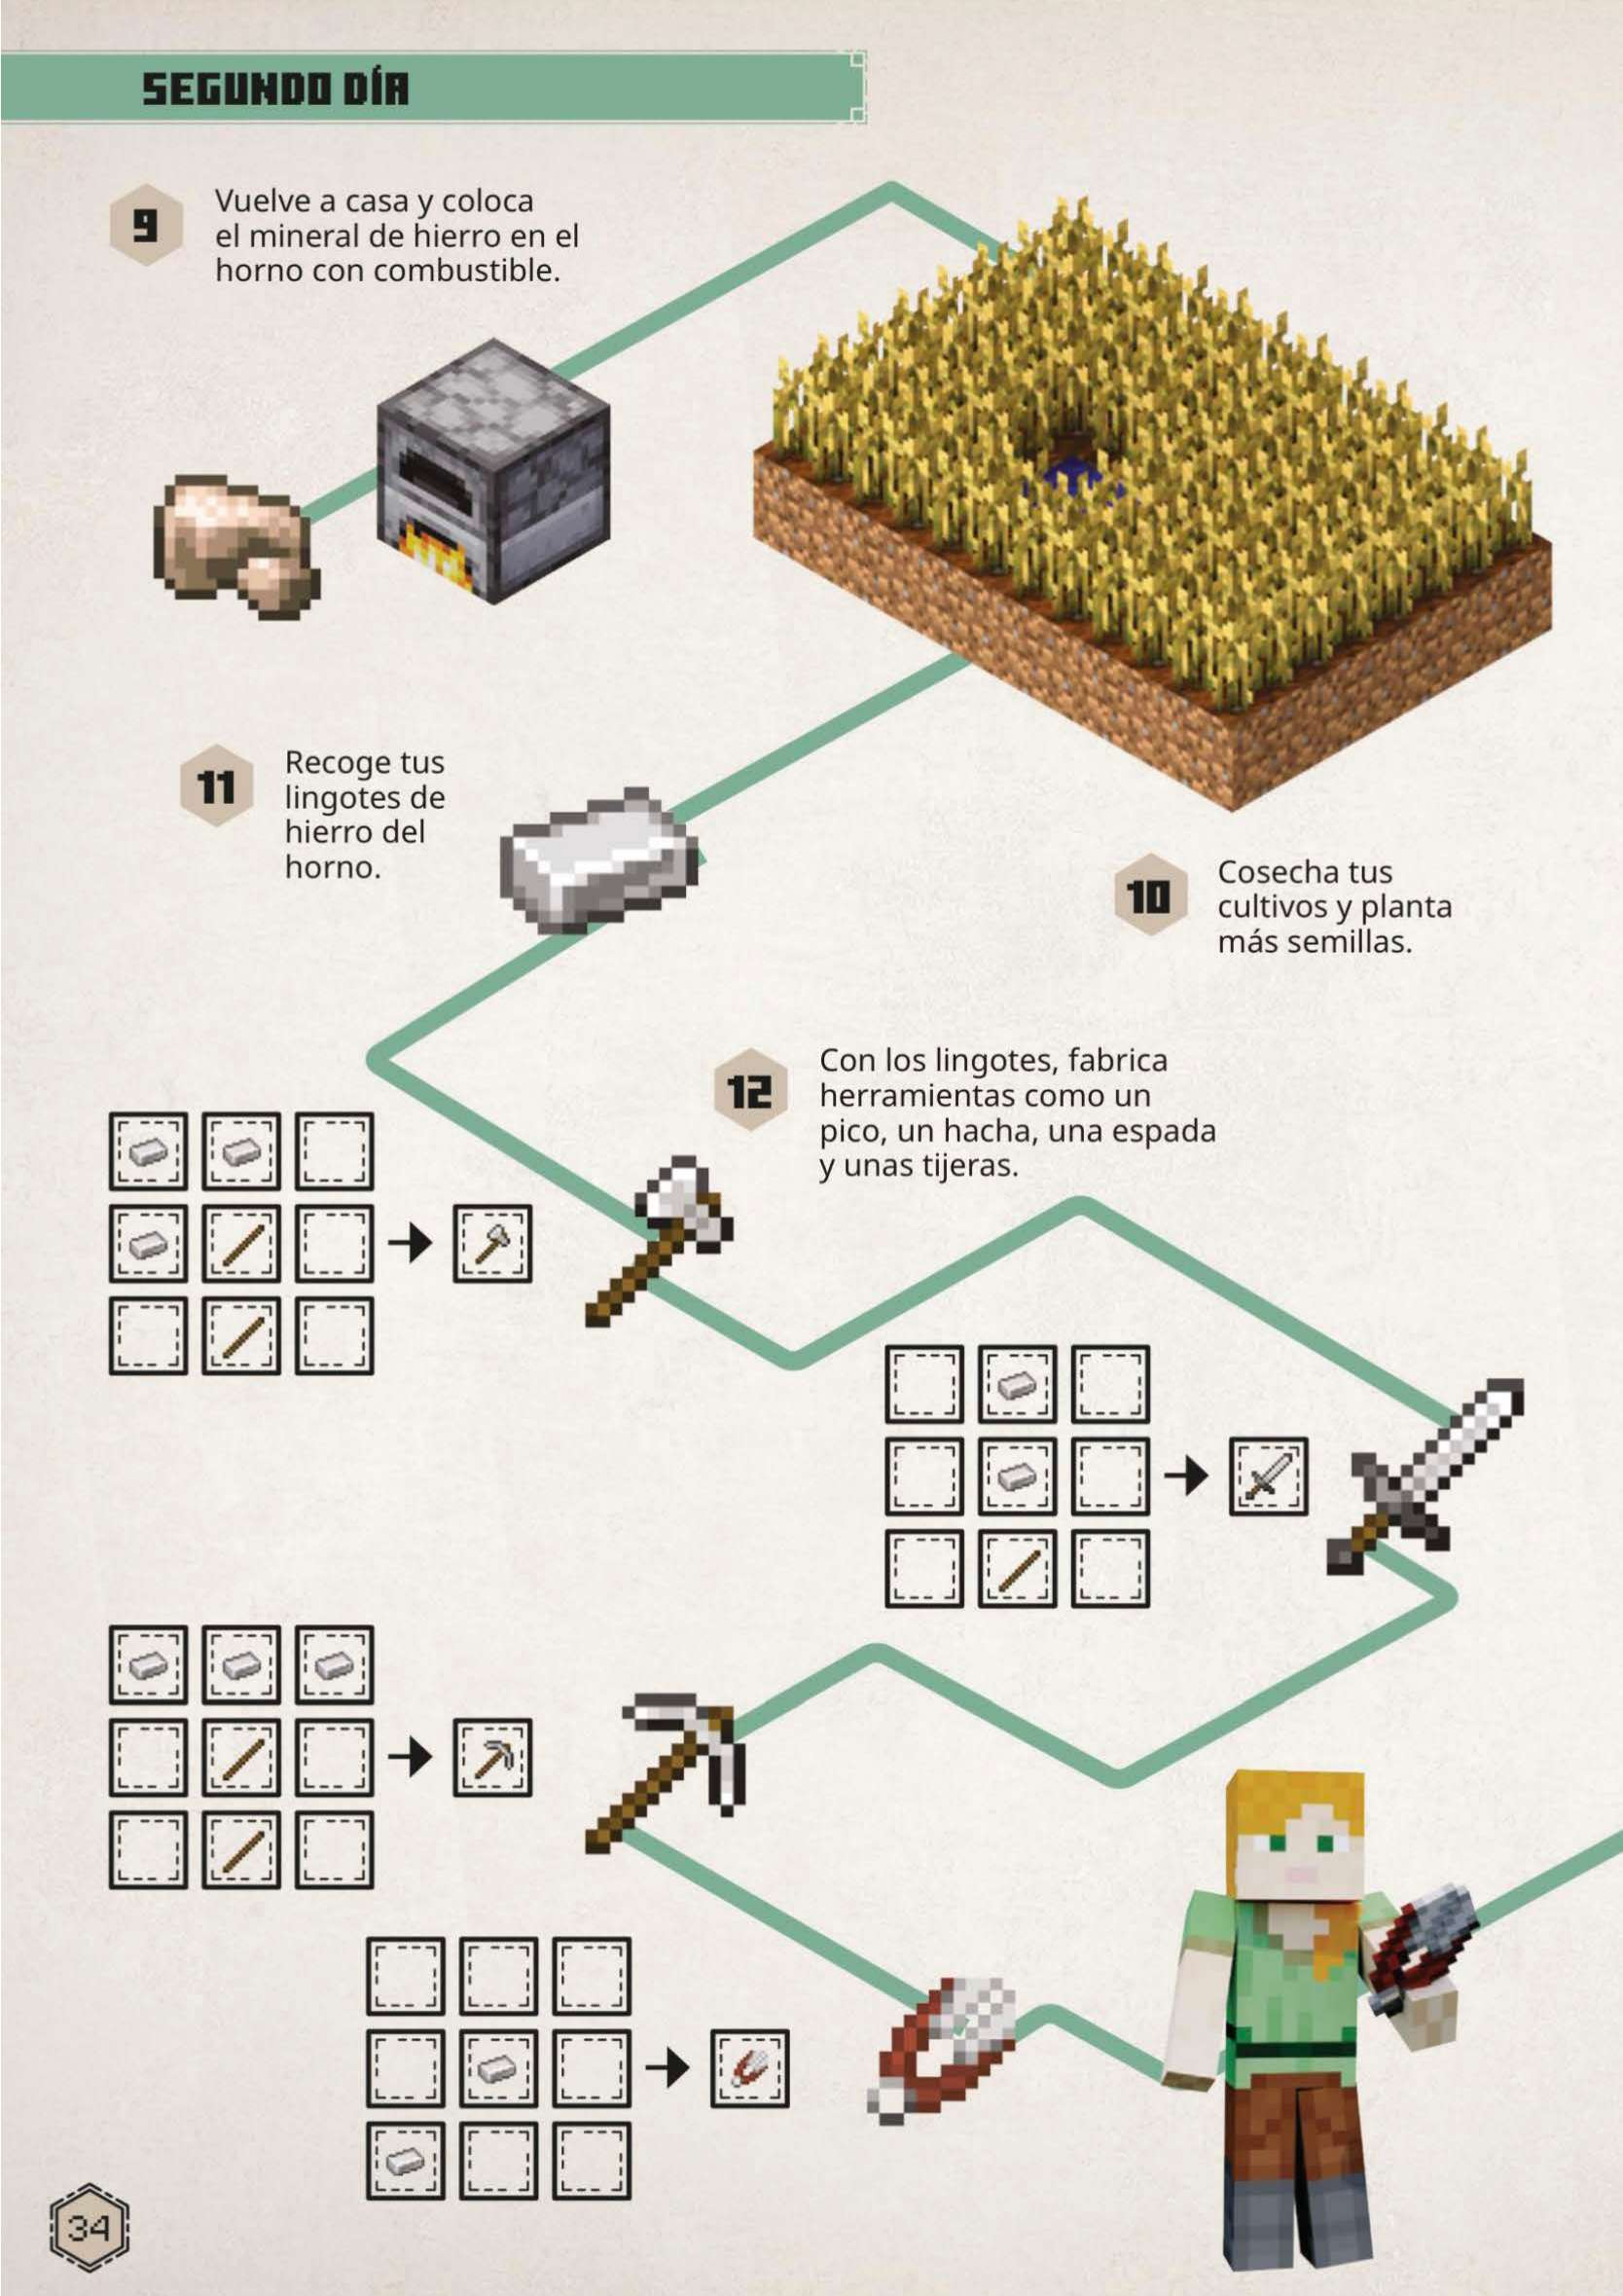 SEGUNDO DÍA
9
Vuelve a casa y coloca
el mineral de hierro en el
horno con combustible.
11
Recoge tus
lingotes de
hierro del
horno.
10
Cosecha tus
cultivos y planta
más semillas.
12
Con los lingotes, fabrica
herramientas como un
pico, un hacha, una espada
y unas tijeras.
34